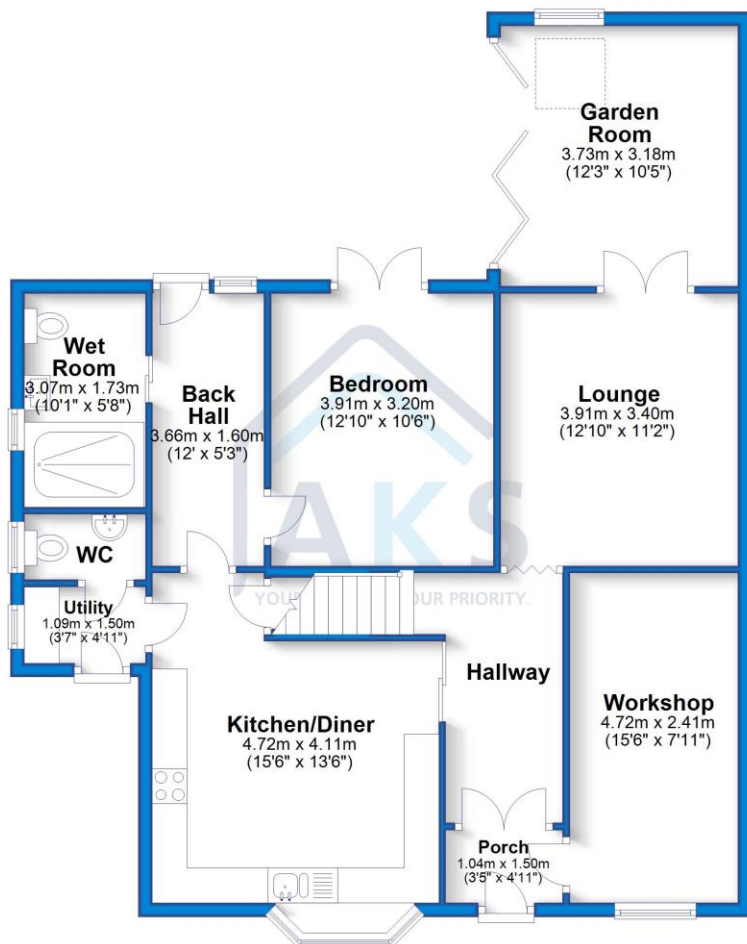 Garden
Room
3.73m x 3.18m
(12'3" x 10'5")
Wet
Room
3.07m x 1.73m
(10'1" x 5'8")
Back
Hall
3.66m x 1.60m
(12' x 5'3")
Bedroom
3.91m x 3.20m
(12'10" x 10'6")
Lounge
3.91m x 3.40m
(12'10" x 11'2")
AKS
YOUR PRIORITY.
WC
Utility
1.09m x 1.50m
(3'7" x 4'11")
Hallway
Kitchen/Diner
4.72m x 4.11m
(15'6" x 13'6")
Workshop
4.72m x 2.41m
(15'6" x 7'11")
Porch
1.04m x 1.50m
(3'5" x 4'11")